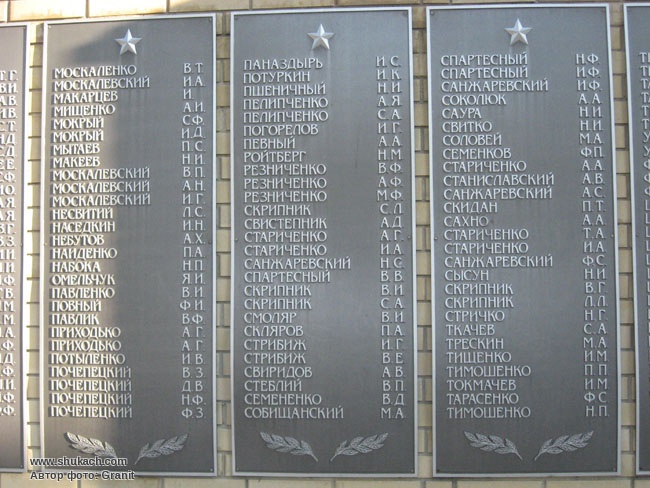 МОСКАЛЕНКО В.Т
МОСКАЛЕВСКИЙ И.А.
МАКАРЦЕВ И
МИЩЕНКО А.И.
МОКРЫЙ С.Ф
МОКРЫЙ И.Д
МЫТАЕВ П.С.
МАКЕЕВ Н.И.
МОСКАЛЕВСКИЙ В.П.
МОСКАЛЕВСКИЙ А.Н.
МОСКАЛЕВСКИЙ И.Г.
НЕСВИТИЙ Л.С.
НАСЕДКИН И.Н.
НЕБУТОВ А.Х.
НАЙДЕНКО П.А.
НАБОКА Н.П.
ОМЕЛЬЧУК Я.И.
ПАВЛЕНКО В.И.
ПОВНЫЙ Ф.И.
ПАВЛИК В.Ф.
ПРИХОДЬКО А.Г.
ПРИХОДЬКО А.Г.
ПОТЫЛЕНКО И.В
ПОЧЕПЕЦКИЙ В.З
ПОЧЕПЕЦКИЙ Д.В
ПОЧЕПЕЦКИЙ Н.Ф.
ПОЧЕПЕЦКИЙ Ф.З
ПАНАЗДЫРЬ И.С.
ПОТУРКИН И.К
ПШЕНИЧНЫЙ Н.И
ПЕЛИПЧЕНКО А.Я
ПЕЛИПЧЕНКО С.А.
ПОГОРЕЛОВ И.Г.
ПЕВНЫЙ А.А.
РОЙТБЕРГ Н.М
РЕЗНИЧЕНКО В.Ф.
РЕЗНИЧЕНКО А.Ф.
РЕЗНИЧЕНКО М.Ф
СКРИПНИК С.Л
СВИСТЕПНИК А.Д
СТАРИЧЕНКО А.Г.
СТАРИЧЕНКО И.А.
САНЖАРЕВСКИЙ Н.С.
СПАРТЕСНЫЙ В.В.
СКРИПНИК В.И
СКРИПНИК С.А.
СМОЛЯР В.И
СКЛЯРОВ П.А.
СТРИБИЖ И.Г
СТРИБИЖ В.Е
СВИРИДОВ А.В
СТЕБЛИЙ В.П
СЕМЕНЕНКО В.Д
СОБИЩАНСКИЙ М.А.
СПАРТЕСНЫЙ Н.Ф.
СПАРТЕСНЫЙ И.Ф.
САНЖАРЕВСКИЙ И.Ф.
СОКОЛЮК А.А
САУРА Н.И
СВИТКО Н.И
СОЛОВЕЙ М.А.
СЕМЕНКОВ Ф.П.
СТАРИЧЕНКО А.А
СТАНИСЛАВСКИЙ А.В
САНЖАРЕВСКИЙ А.С
СКИДАН П.Т
САХНО А.А
СТАРИЧЕНКО Т.А.
СТАРИЧЕНКО И.А.
САНЖАРЕВСКИЙ Ф.С.
СЫСУН Н.И
СКРИПНИК В.Г.
СКРИПНИК Л.Л.
СТРИЧКО Н.Г.
ТКАЧЕВ С.А
ТРЕСКИН М.А
ТИЩЕНКО И.М
ТИМОШЕНКО П.П
ТОКМАЧЕВ И.М
ТАРАСЕНКО Ф.С
ТИМОШЕНКО Н.П.
www.shukach.com
Автор фото- Granit